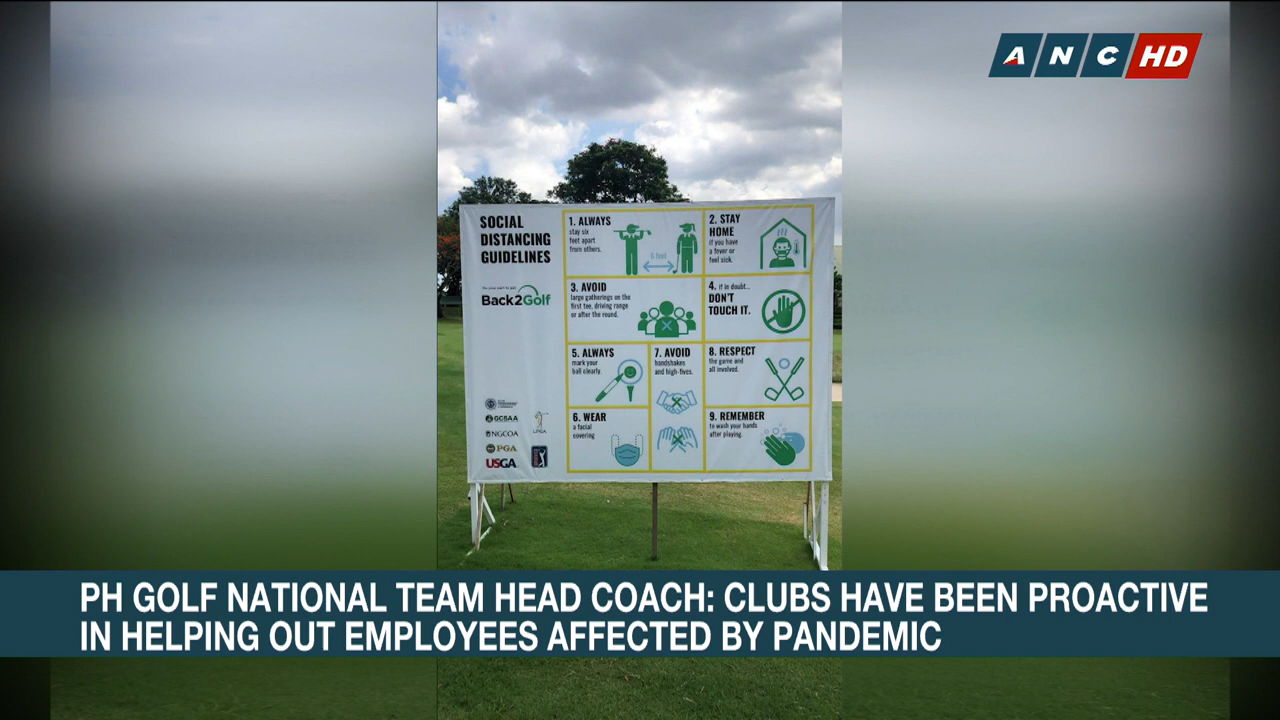 ANC HD
SOCIAL
DISTANCING
GUIDELINES
Back2Golf
GCSAA
LPGA
NGCOA
PGA
USGA
1. ALWAYS
stay six
feet apart
from others.
6 feet
2. STAY
HOME
if you have
a fever or
feel sick.
3. AVOID
large gatherings on the
first tee, driving range
or after the round.
4. if in doubt...
DON'T
TOUCH IT.
5. ALWAYS
mark your
ball clearly.
6. WEAR
a facial
covering
7. AVOID
handshakes
and high-fives.
8. RESPECT
the game and
all involved.
9. REMEMBER
to wash your hands
after playing.
PH GOLF NATIONAL TEAM HEAD COACH: CLUBS HAVE BEEN PROACTIVE
IN HELPING OUT EMPLOYEES AFFECTED BY PANDEMIC